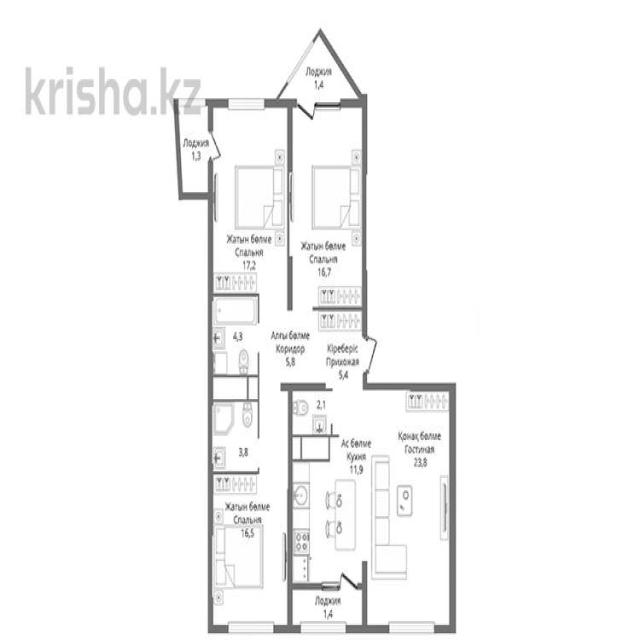 krisha.kz
Лоджия
1,4
Лоджия
1,3
Жатын бөлме
Спальня
17,2
Жатын бөлме
Спальня
16,7
4,3
Алғы бөлме
Коридор
5,8
Кіреберіс
Прихожая
5,4
2,1
3,8
Ас бөлме
Кухня
11,9
Қонақ бөлме
Гостиная
23,8
Жатын бөлме
Спальня
16,5
Лоджия
1,4